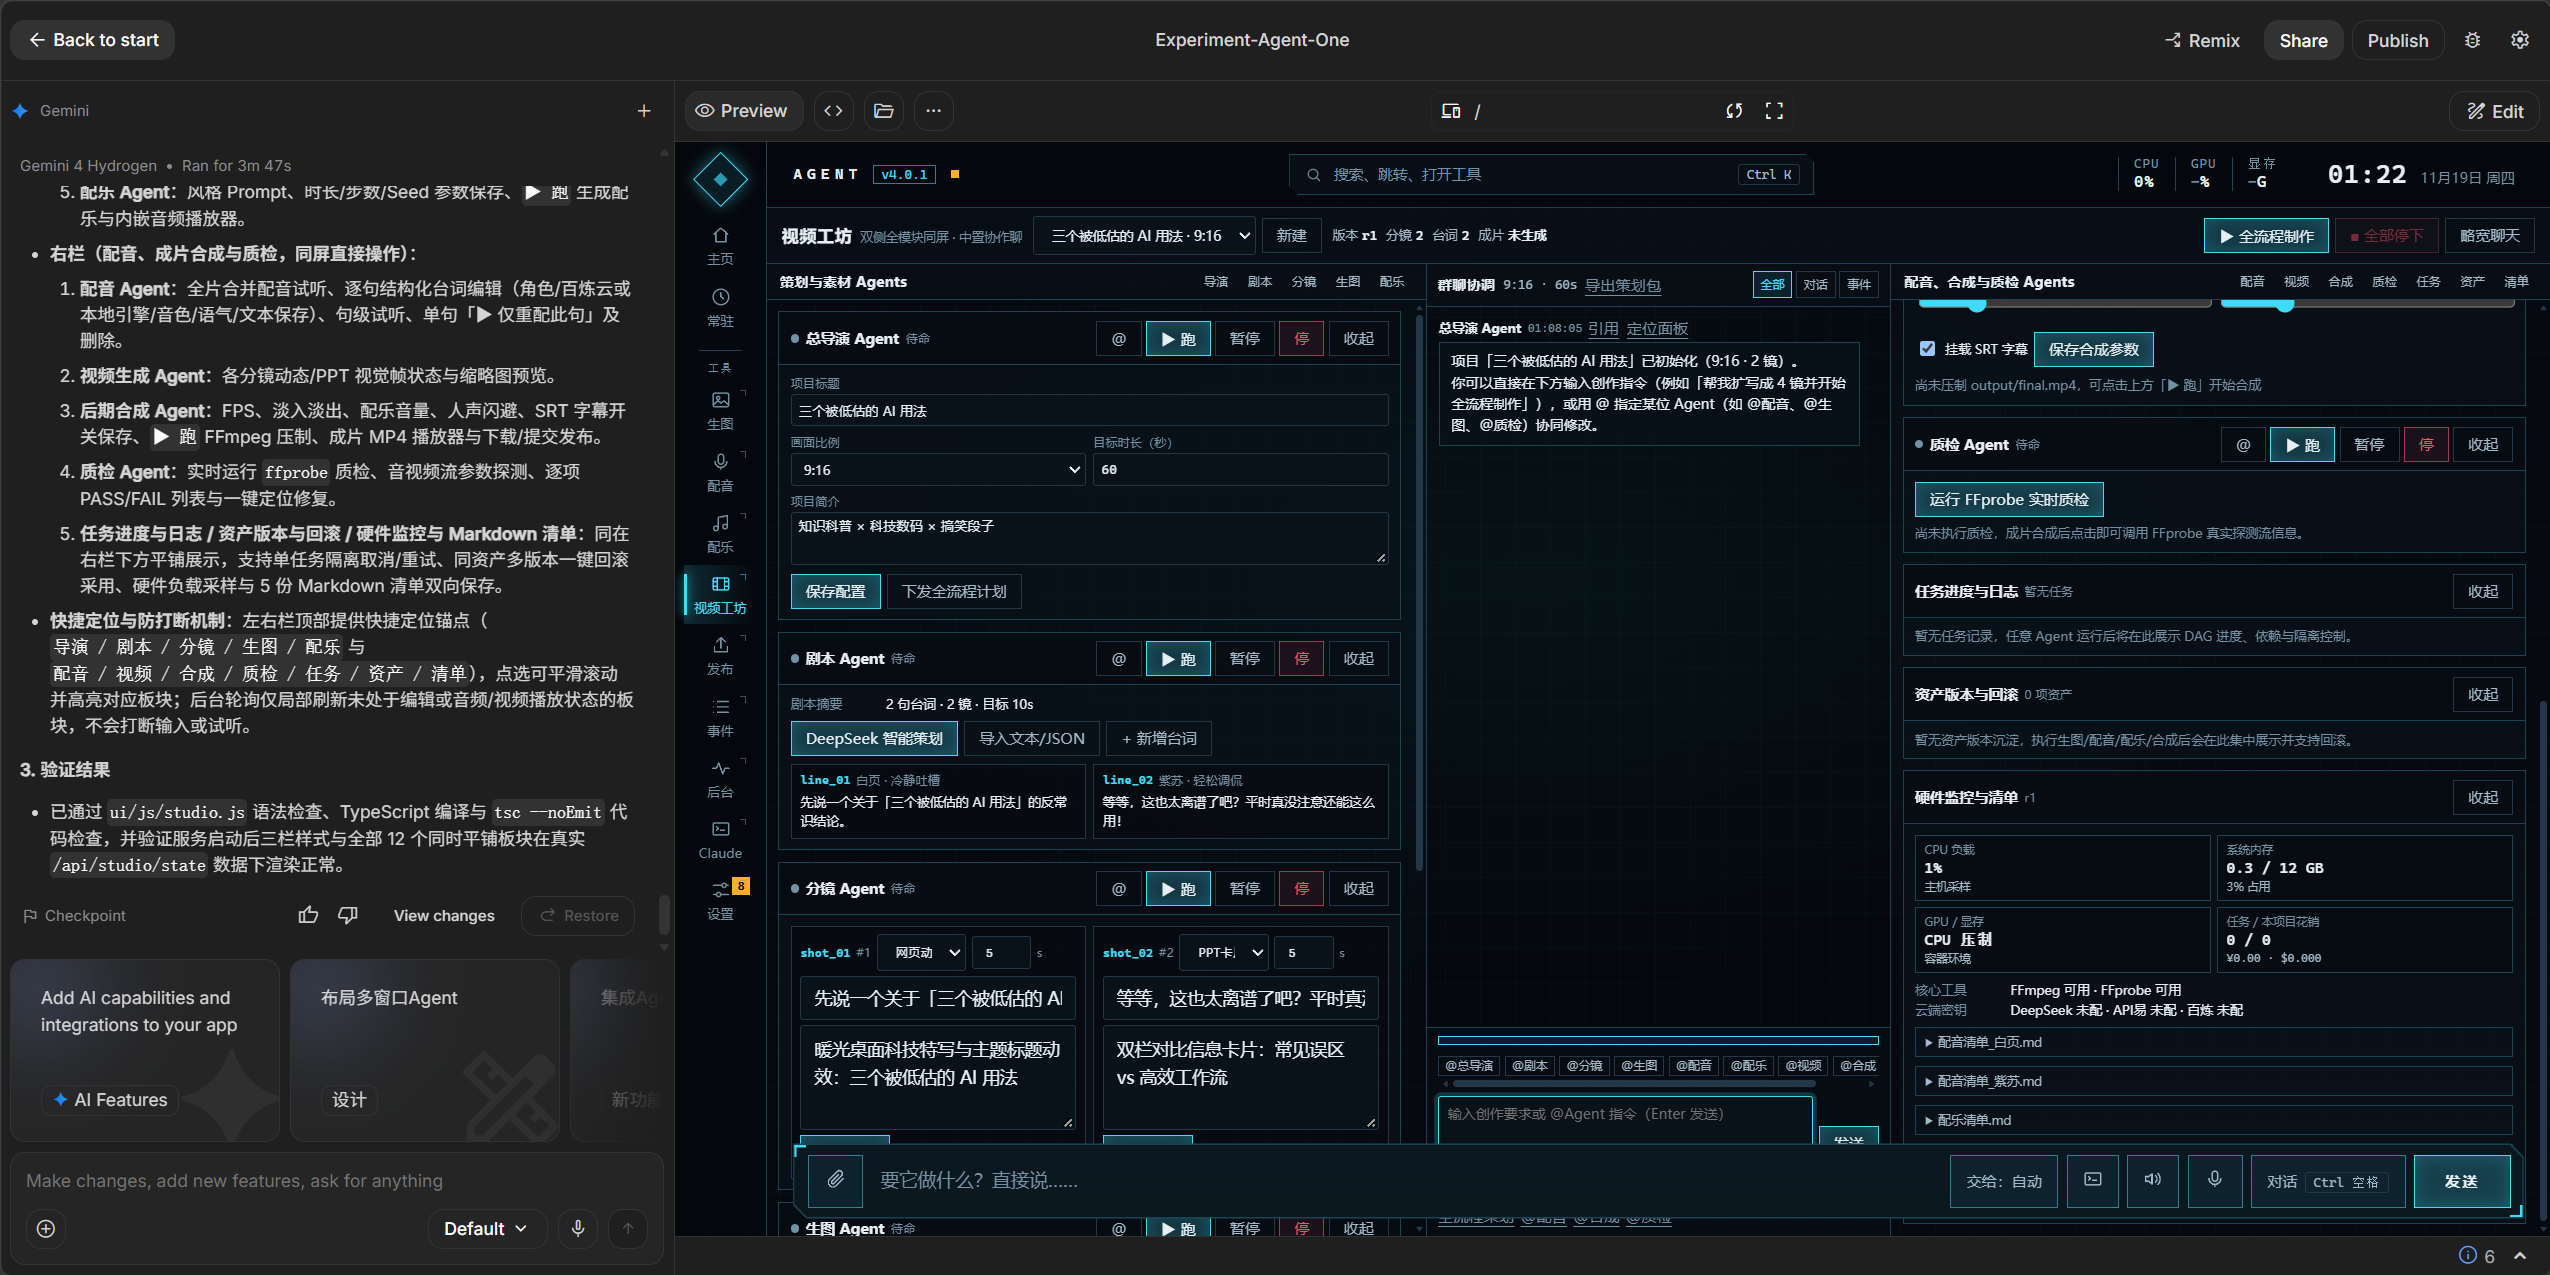 Back to start
Experiment-Agent-One
Remix
Share
Publish
Gemini
Preview
/
Edit
Gemini 4 Hydrogen • Ran for 3m 47s
5. 配乐 Agent：风格 Prompt、时长/步数/Seed 参数保存、▶ 跑 生成配
乐与内嵌音频播放器。
• 右栏（配音、成片合成与质检，同屏直接操作）：
1. 配音 Agent：全片合并配音试听、逐句结构化台词编辑（角色/百炼云或
本地引擎/音色/语气/文本保存）、句级试听、单句「▶ 仅重配此句」及
删除。
2. 视频生成 Agent：各分镜动态/PPT 视觉帧状态与缩略图预览。
3. 后期合成 Agent：FPS、淡入淡出、配乐音量、人声闪避、SRT 字幕开
关保存、▶ 跑 FFmpeg 压制、成片 MP4 播放器与下载/提交发布。
4. 质检 Agent：实时运行 ffprobe 质检、音视频流参数探测、逐项
PASS/FAIL 列表与一键定位修复。
5. 任务进度与日志 / 资产版本与回滚 / 硬件监控与 Markdown 清单：同在
右栏下方平铺展示，支持单任务隔离取消/重试、同资产多版本一键回滚
采用、硬件负载采样与 5 份 Markdown 清单双向保存。
• 快捷定位与防打断机制：左右栏顶部提供快捷定位锚点（
导演 / 剧本 / 分镜 / 生图 / 配乐 与
配音 / 视频 / 合成 / 质检 / 任务 / 资产 / 清单），点选可平滑滚动
并高亮对应板块；后台轮询仅局部刷新未处于编辑或音频/视频播放状态的板
块，不会打断输入或试听。
3. 验证结果
• 已通过 ui/js/studio.js 语法检查、TypeScript 编译与 tsc --noEmit 代
码检查，并验证服务启动后三栏样式与全部 12 个同时平铺板块在真实
/api/studio/state 数据下渲染正常。
Checkpoint
View changes
Restore
Add AI capabilities and
integrations to your app
AI Features
布局多窗口Agent
设计
集成Ag
新功能
Make changes, add new features, ask for anything
Default
主页
常驻
工具
生图
配音
配乐
视频工坊
发布
事件
后台
Claude
8
设置
AGENT v4.0.1
搜索、跳转、打开工具 Ctrl K
CPU
0%
GPU
-%
显存
-G
01:22 11月19日 周四
视频工坊 双侧全模块同屏 · 中置协作聊
三个被低估的 AI 用法 · 9:16
新建
版本 r1 分镜 2 台词 2 成片 未生成
▶ 全流程制作
■ 全部停下
略宽聊天
策划与素材 Agents
导演 剧本 分镜 生图 配乐
总导演 Agent 待命
@ ▶ 跑 暂停 停 收起
项目标题
三个被低估的 AI 用法
画面比例
9:16
目标时长（秒）
60
项目简介
知识科普 × 科技数码 × 搞笑段子
保存配置
下发全流程计划
剧本 Agent 待命
@ ▶ 跑 暂停 停 收起
剧本摘要 2 句台词 · 2 镜 · 目标 10s
DeepSeek 智能策划
导入文本/JSON
+ 新增台词
line_01 白页 · 冷静吐槽
先说一个关于「三个被低估的 AI 用法」的反常
识结论。
line_02 紫苏 · 轻松调侃
等等，这也太离谱了吧？平时真没注意还能这么
用！
分镜 Agent 待命
@ ▶ 跑 暂停 停 收起
shot_01 #1 网页动 5 s
先说一个关于「三个被低估的 AI
暖光桌面科技特写与主题标题动
效：三个被低估的 AI 用法
shot_02 #2 PPT卡 5 s
等等，这也太离谱了吧？平时真
双栏对比信息卡片：常见误区
vs 高效工作流
生图 Agent 待命
@ ▶ 跑 暂停 停 收起
群聊协调 9:16 · 60s 导出策划包
全部 对话 事件
总导演 Agent 01:08:05 引用 定位面板
项目「三个被低估的 AI 用法」已初始化（9:16 · 2 镜）。
你可以直接在下方输入创作指令（例如「帮我扩写成 4 镜并开始
全流程制作」），或用 @ 指定某位 Agent（如 @配音、@生
图、@质检）协同修改。
@总导演 @剧本 @分镜 @生图 @配音 @配乐 @视频 @合成
输入创作要求或 @Agent 指令（Enter 发送）
发送
全流程策划 @配音 @合成 @质检
配音、合成与质检 Agents
配音 视频 合成 质检 任务 资产 清单
挂载 SRT 字幕
保存合成参数
尚未压制 output/final.mp4，可点击上方「▶ 跑」开始合成
质检 Agent 待命
@ ▶ 跑 暂停 停 收起
运行 FFprobe 实时质检
尚未执行质检，成片合成后点击即可调用 FFprobe 真实探测流信息。
任务进度与日志 暂无任务
收起
暂无任务记录，任意 Agent 运行后将在此展示 DAG 进度、依赖与隔离控制。
资产版本与回滚 0 项资产
收起
暂无资产版本沉淀，执行生图/配音/配乐/合成后会在此集中展示并支持回滚。
硬件监控与清单 r1
收起
CPU 负载
1%
主机采样
系统内存
0.3 / 12 GB
3% 占用
GPU / 显存
CPU 压制
容器环境
任务 / 本项目花销
0 / 0
¥0.00 · $0.000
核心工具 FFmpeg 可用 · FFprobe 可用
云端密钥 DeepSeek 未配 · API易 未配 · 百炼 未配
▶ 配音清单_白页.md
▶ 配音清单_紫苏.md
▶ 配乐清单.md
要它做什么？直接说……
交给：自动
对话 Ctrl 空格
发送
6